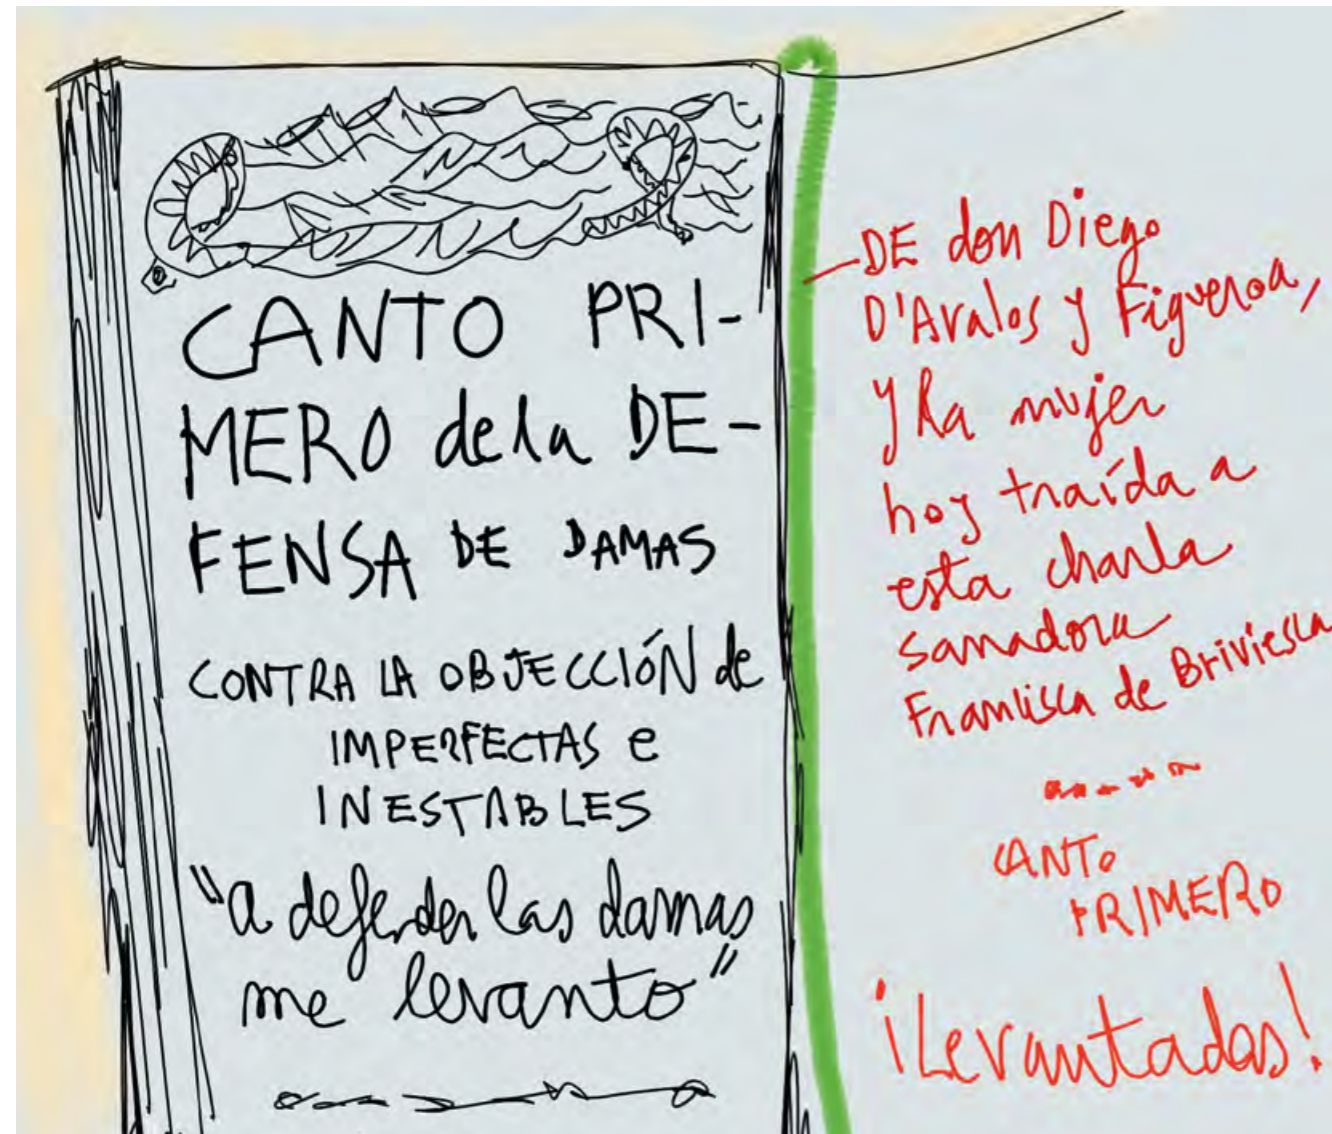 CANTO PRI-
MERO de la DE-
FENSA DE DAMAS
CONTRA LA OBJECCIÓN de
IMPERFECTAS e
INESTABLES
"a defender las damas
me levanto"
DE don Diego
D'Avalos y Figueroa,
y la mujer
hoy traída a
esta charla
sanadora
Francisca de Briviesca
CANTO
PRIMERO
¡Levantadas!